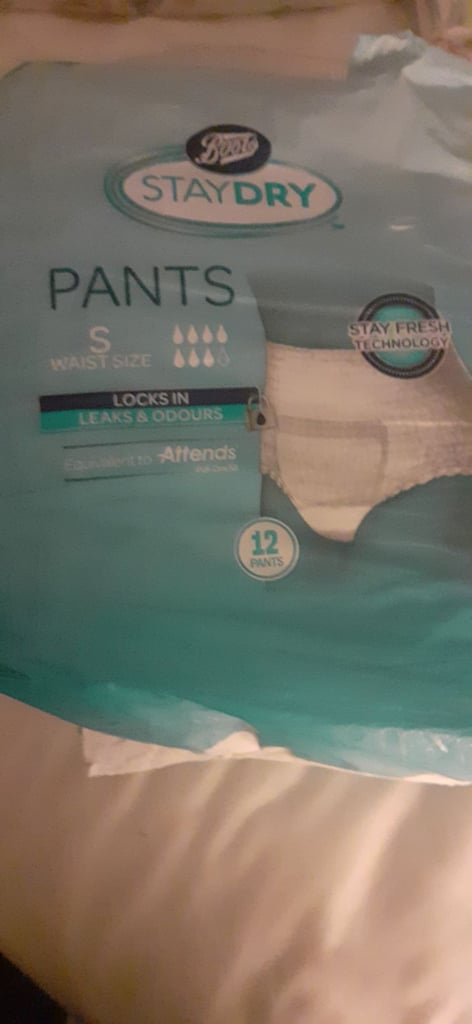 Boots
STAYDRY
PANTS
S
WAIST SIZE
STAY FRESH
TECHNOLOGY
LOCKS IN
LEAKS & ODOURS
Equivalent to Attends
12
PANTS